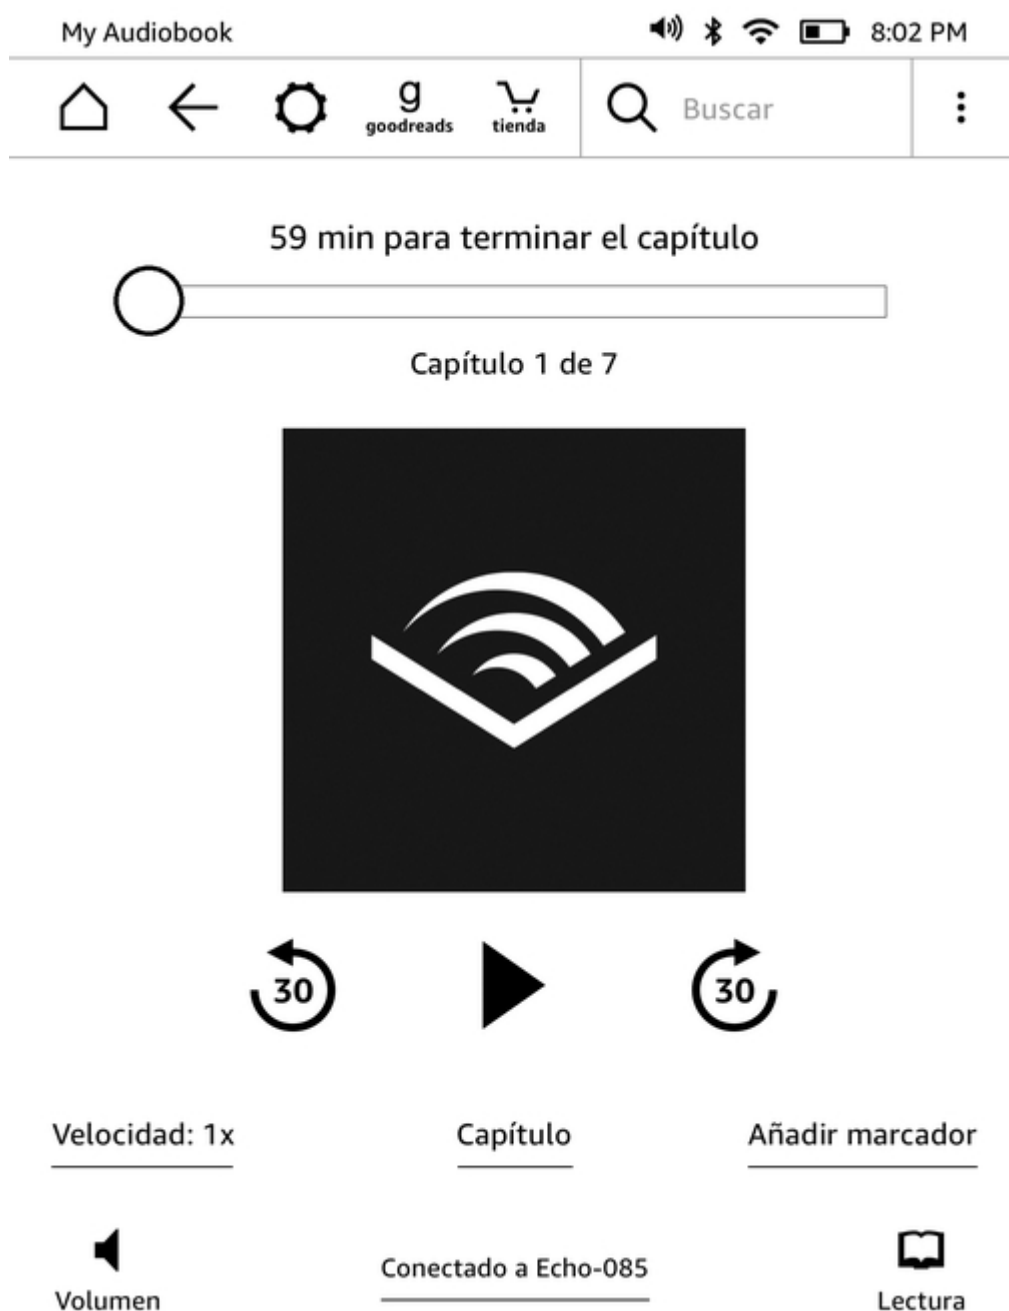 My Audiobook 8:02 PM
g
goodreads tienda Buscar
59 min para terminar el capítulo
Capítulo 1 de 7
30 30
Velocidad: 1x Capítulo Añadir marcador
Conectado a Echo-085
Volumen Lectura